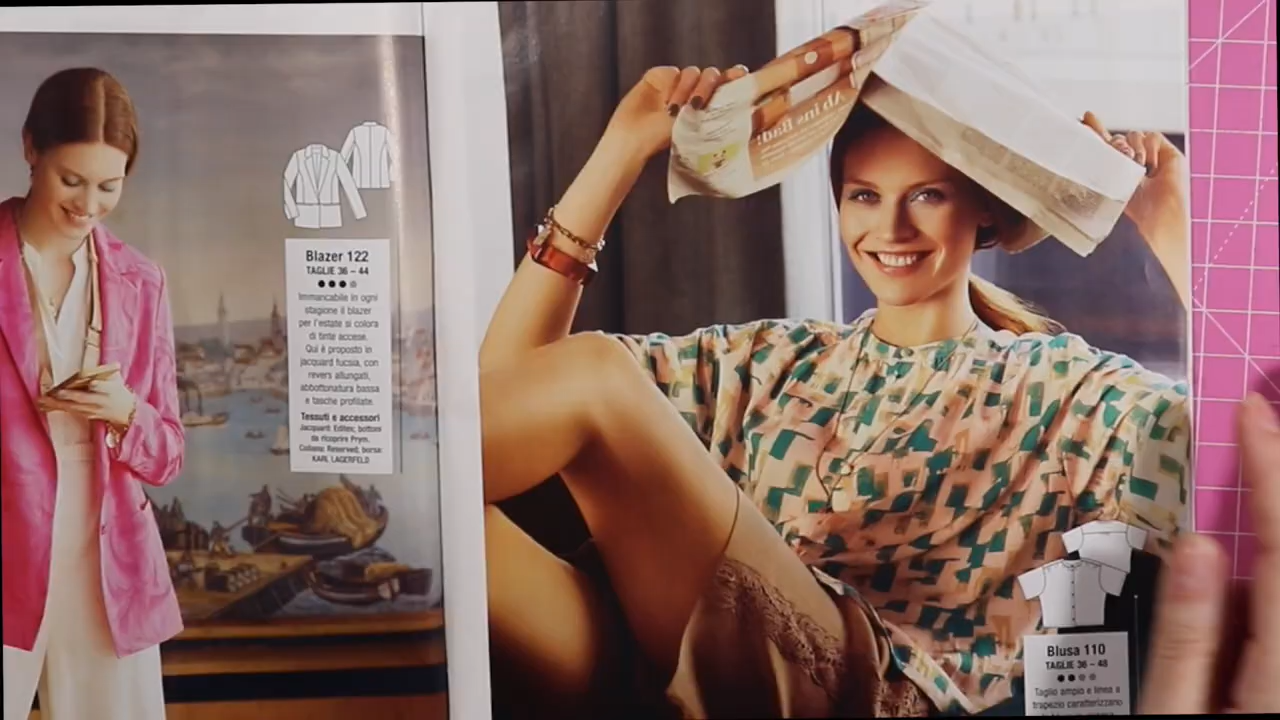 Blazer 122
TAGLIE 36 – 44
Immancabile in ogni
stagione il blazer
per l'estate si colora
di tinte accese.
Qui è proposto in
jacquard fucsia, con
revers allungati,
abbottonatura bassa
e tasche profilate.
Tessuti e accessori
Jacquard: Edites; bottoni
da ricoprire Prym.
Collana: Reserved; borsa:
KARL LAGERFELD
Ab ins Bad!
Blusa 110
TAGLIE 36 – 48
Taglio ampio e linea a
trapezio caratterizzano